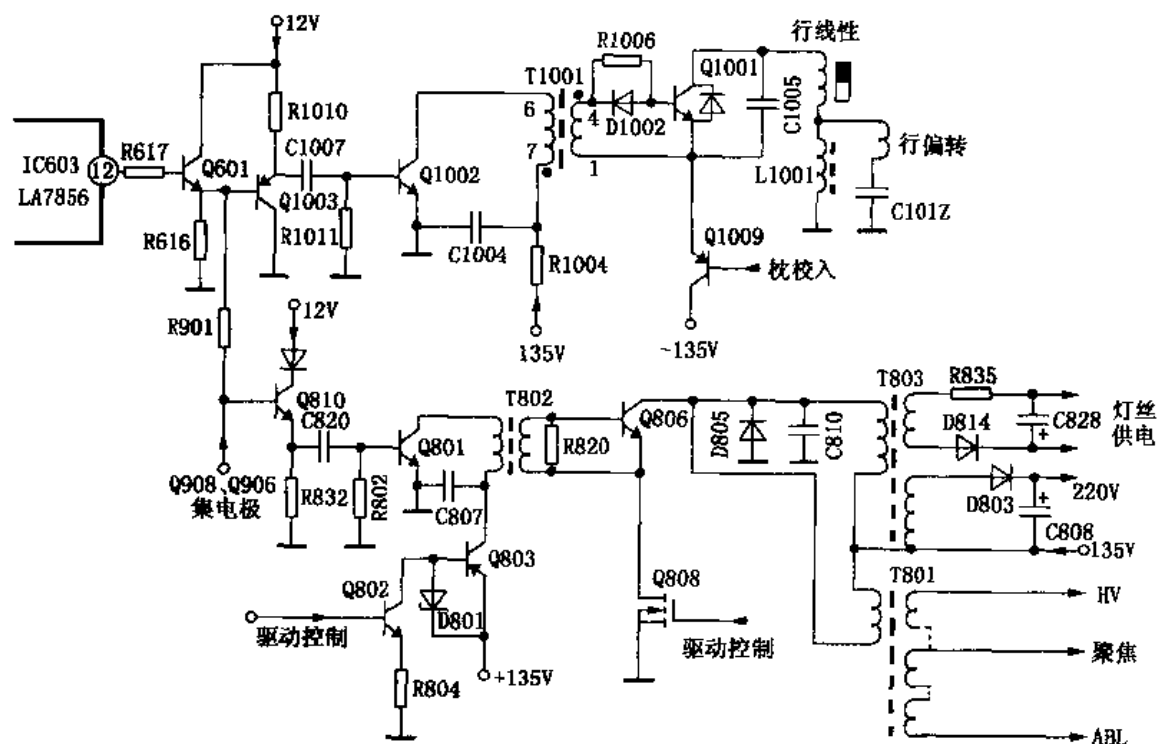 12V
行线性
R1006
Q1001
T1001
R1010
6
4
D1002
C1005
IC603
LA7856
12
R617
Q601
C1007
Q1003
Q1002
7
1
L1001
行偏转
C101Z
R616
R1011
C1004
R1004
Q1009
枕校入
R901
12V
135V
-135V
Q810
C820
T802
Q806
T803
R835
D805
C810
D814
C828
灯丝
供电
Q801
R820
Q908、Q906
集电极
R832
R802
C807
D803
220V
C808
135V
Q802
Q803
D801
Q808
T801
HV
驱动控制
驱动控制
聚焦
R804
+135V
ABL